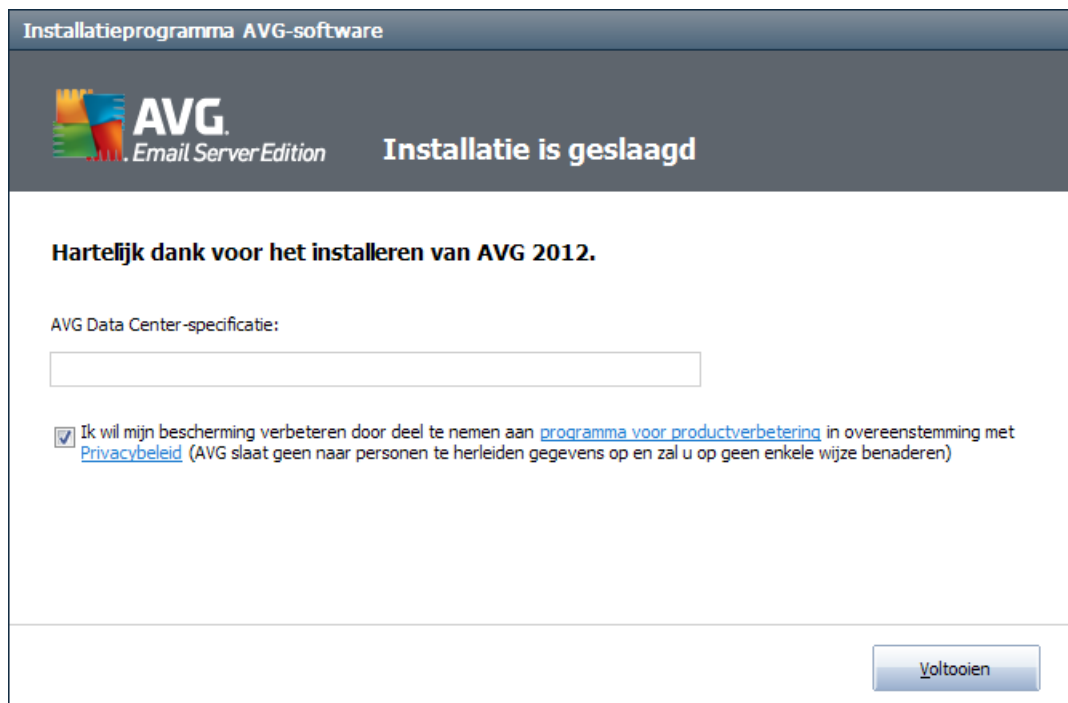 Installatieprogramma AVG-software
AVG.
Email Server Edition
Installatie is geslaagd
Hartelijk dank voor het installeren van AVG 2012.
AVG Data Center-specificatie:
Ik wil mijn bescherming verbeteren door deel te nemen aan programma voor productverbetering in overeenstemming met
Privacybeleid (AVG slaat geen naar personen te herleiden gegevens op en zal u op geen enkele wijze benaderen)
Voltooien